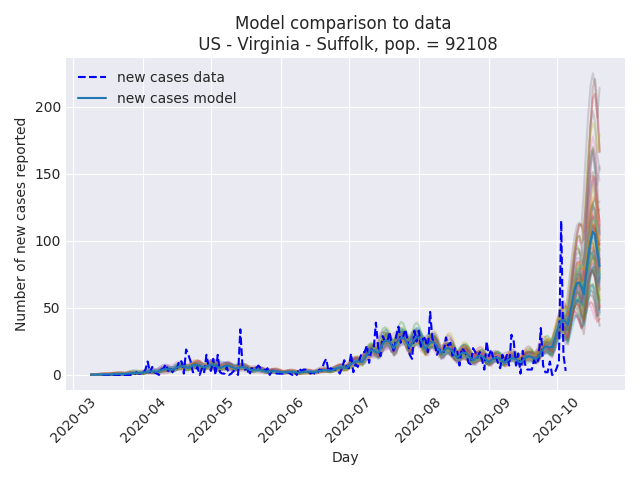 Model comparison to data
US - Virginia - Suffolk, pop. = 92108
new cases data
new cases model
Number of new cases reported
200
150
100
50
0
2020-03
2020-04
2020-05
2020-06
2020-07
2020-08
2020-09
2020-10
Day